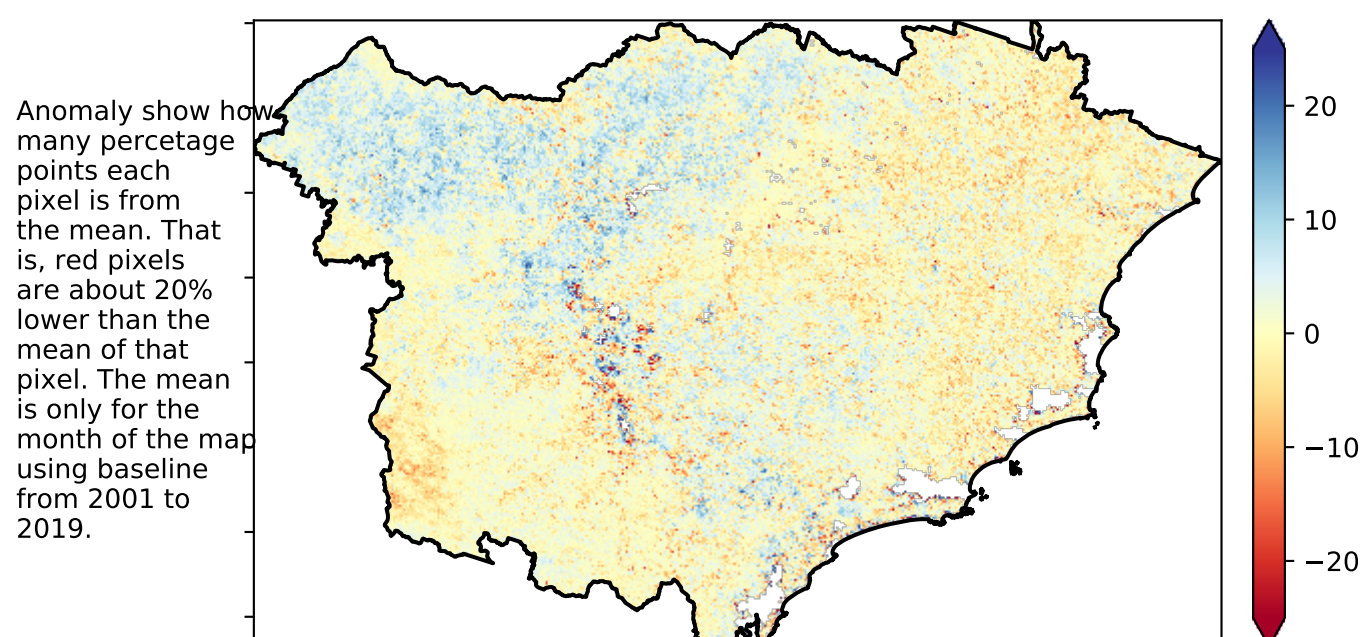 Anomaly show how
many percetage
points each
pixel is from
the mean. That
is, red pixels
are about 20%
lower than the
mean of that
pixel. The mean
is only for the
month of the map
using baseline
from 2001 to
2019.
20
10
0
−10
−20